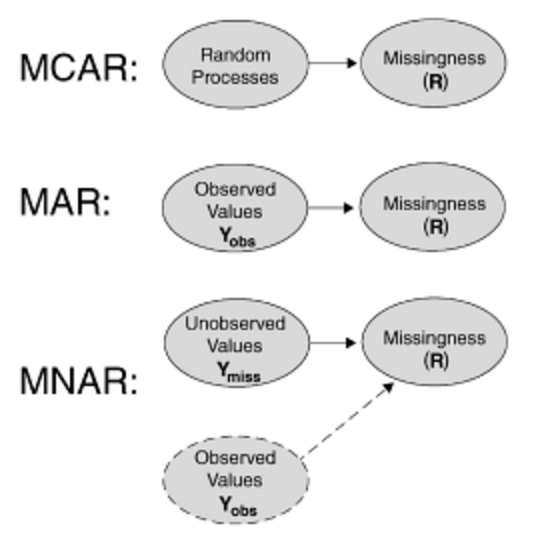 MCAR:
Random
Processes
Missingness
(R)
MAR:
Observed
Values
Yobs
Missingness
(R)
MNAR:
Unobserved
Values
Ymiss
Missingness
(R)
Observed
Values
Yobs